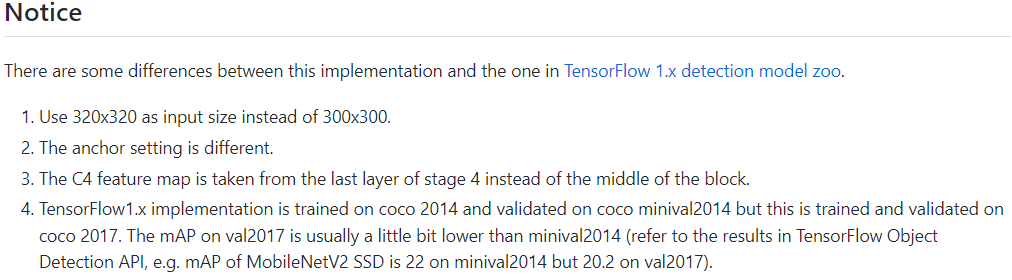 Notice
There are some differences between this implementation and the one in TensorFlow 1.x detection model zoo.
1. Use 320x320 as input size instead of 300x300.
2. The anchor setting is different.
3. The C4 feature map is taken from the last layer of stage 4 instead of the middle of the block.
4. TensorFlow1.x implementation is trained on coco 2014 and validated on coco minival2014 but this is trained and validated on
coco 2017. The mAP on val2017 is usually a little bit lower than minival2014 (refer to the results in TensorFlow Object
Detection API, e.g. mAP of MobileNetV2 SSD is 22 on minival2014 but 20.2 on val2017).